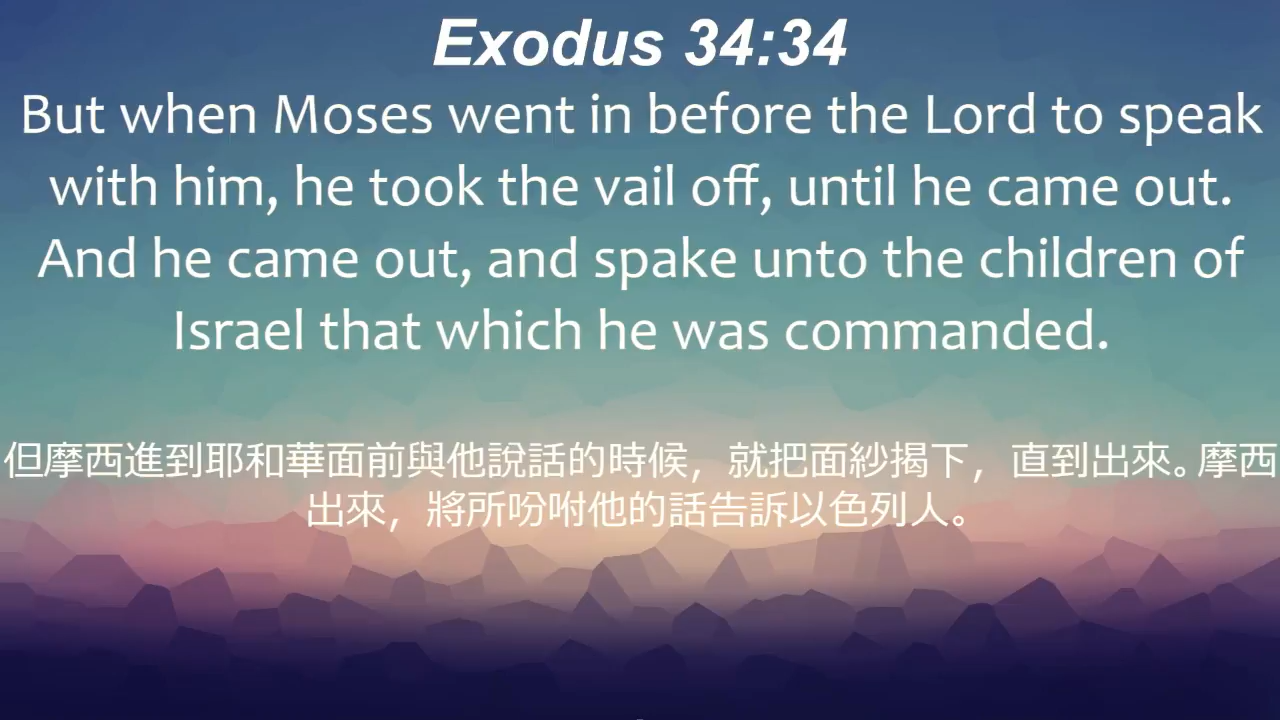 Exodus 34:34
But when Moses went in before the Lord to speak
with him, he took the vail off, until he came out.
And he came out, and spake unto the children of
Israel that which he was commanded.
但摩西進到耶和華面前與他說話的時候，就把面紗揭下，直到出來。摩西
出來，將所吩咐他的話告訴以色列人。